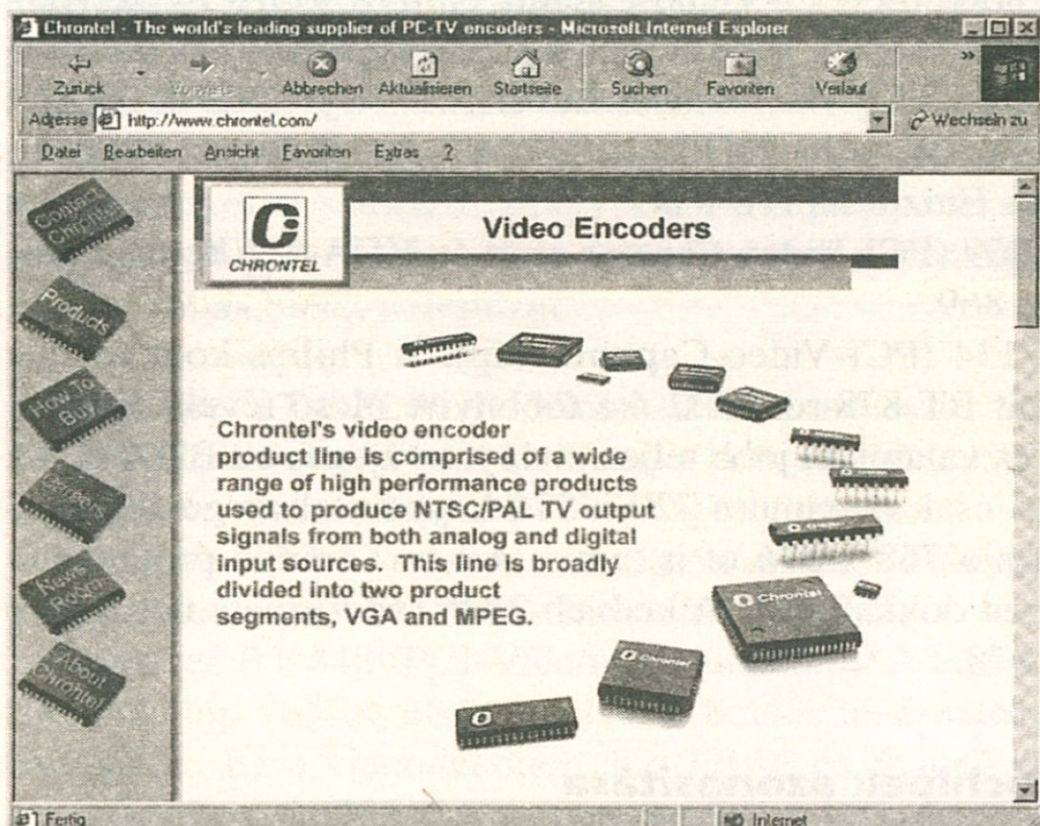 Chrontel - The world's leading supplier of PC-TV encoders - Microsoft Internet Explorer
Zurück Vorwärts Abbrechen Aktualisieren Startseite Suchen Favoriten Verlauf »
Adresse http://www.chrontel.com/ Wechseln zu
Datei Bearbeiten Ansicht Favoriten Extras ?
Contact Chrontel
Products
How To Buy
Careers
News Room
About Chrontel
CHRONTEL
Video Encoders
Chrontel's video encoder
product line is comprised of a wide
range of high performance products
used to produce NTSC/PAL TV output
signals from both analog and digital
input sources. This line is broadly
divided into two product
segments, VGA and MPEG.
Chrontel
Chrontel
Fertig Internet